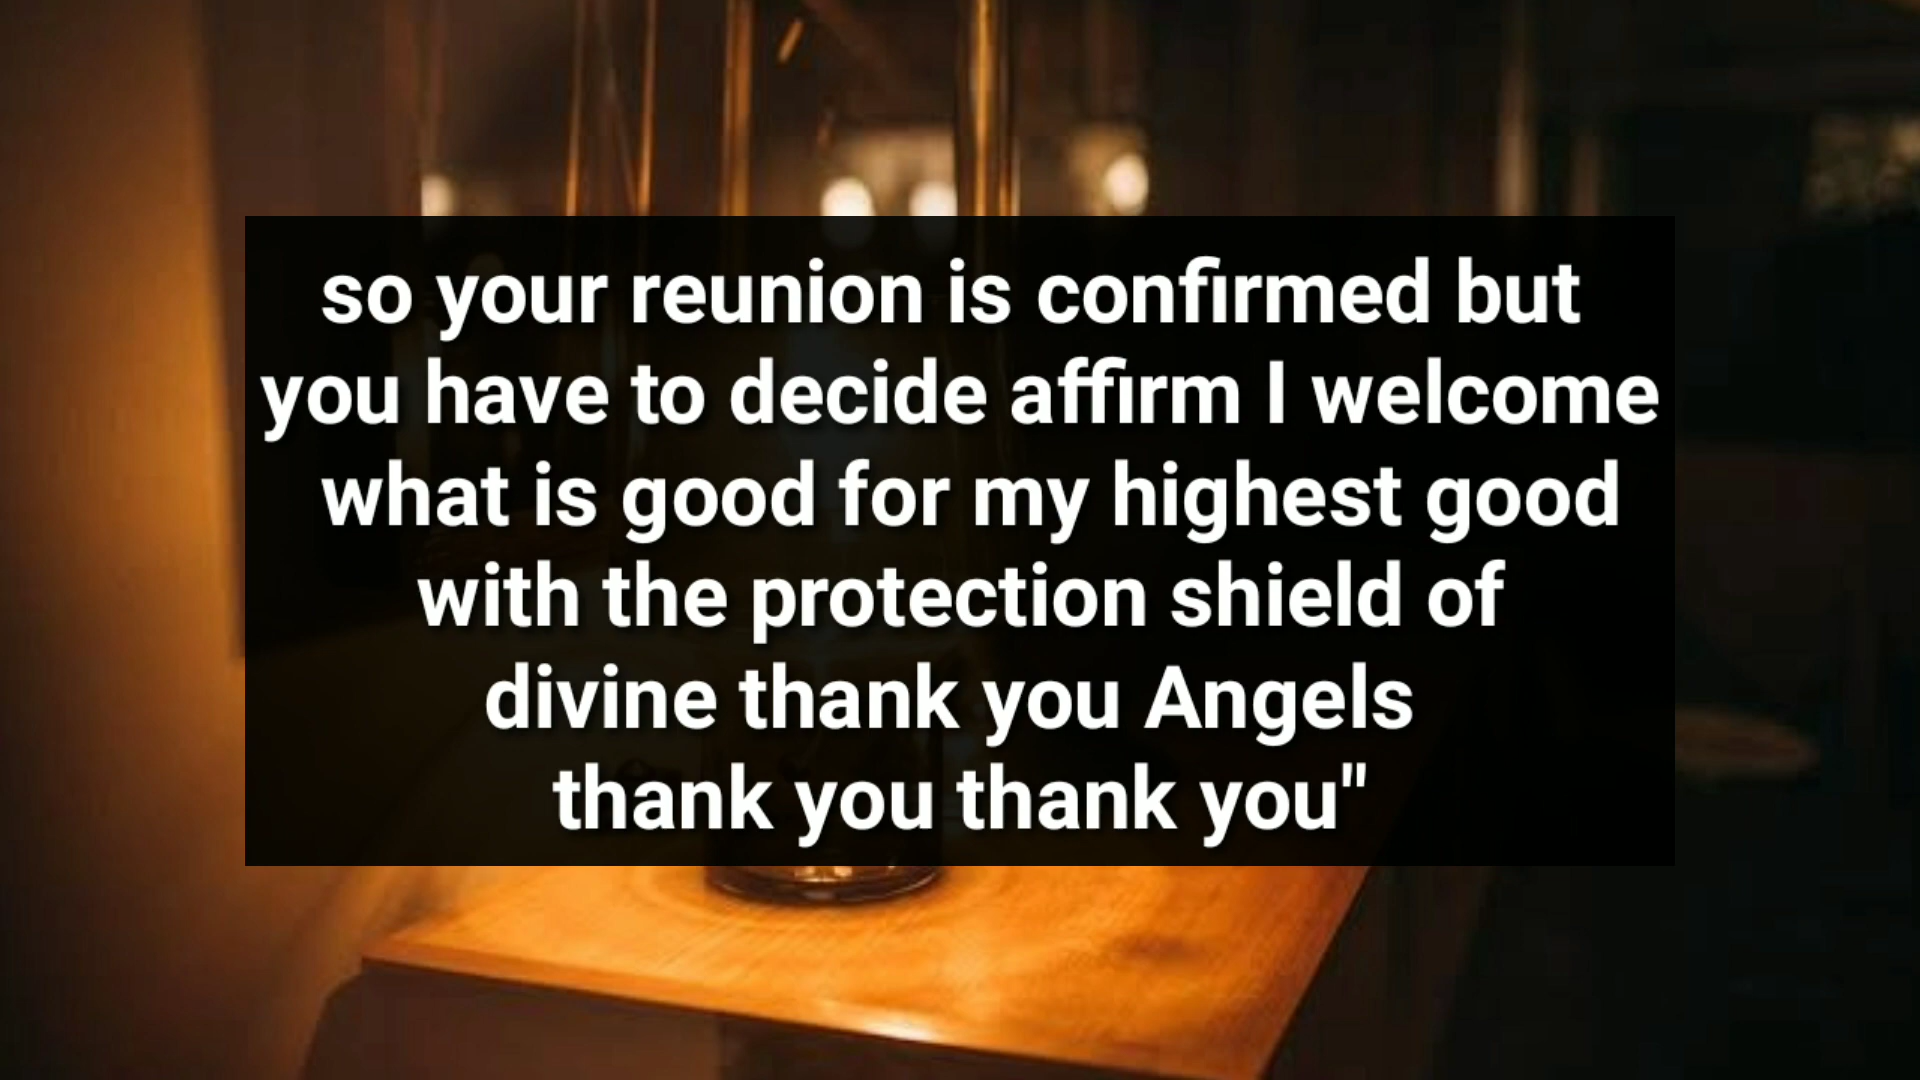 so your reunion is confirmed but
you have to decide affirm I welcome
what is good for my highest good
with the protection shield of
divine thank you Angels
thank you thank you"